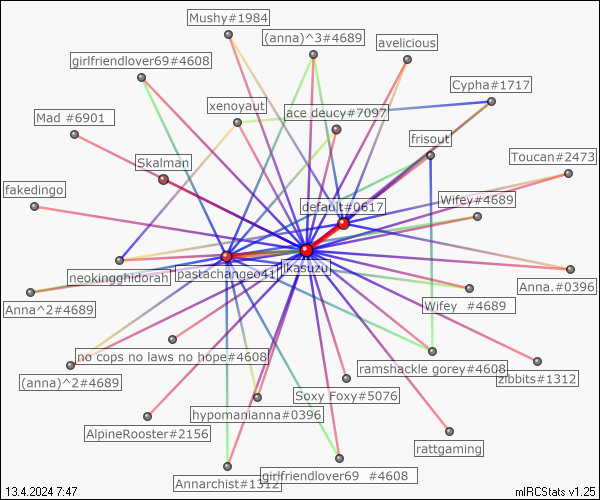 Mushy#1984
(anna)^3#4689
avelicious
girlfriendlover69#4608
Cypha#1717
xenoyaut
ace deucy#7097
Mad #6901
frisout
Skalman
Toucan#2473
fakedingo
default#0617
Wifey#4689
neokingghidorah
pastachangeo41
jkasuzu
Anna.#0396
Anna^2#4689
Wifey #4689
no cops no laws no hope#4608
ramshackle gorey#4608
zibbits#1312
(anna)^2#4689
Soxy Foxy#5076
hypomanianna#0396
AlpineRooster#2156
rattgaming
Annarchist#1312
girlfriendlover69 #4608
13.4.2024 7:47
mIRCStats v1.25